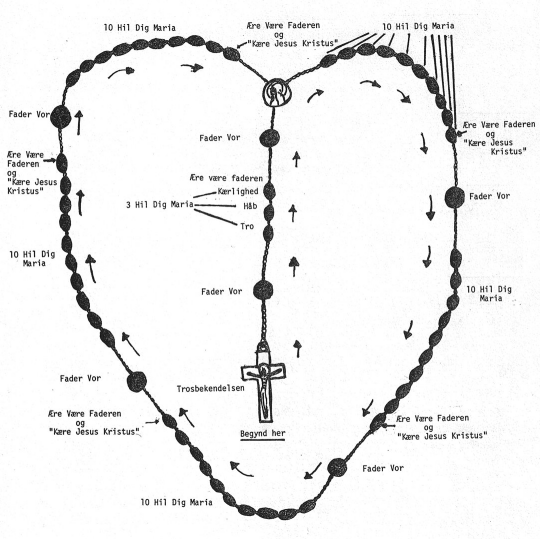 10 Hil Dig Maria
Ære Være Faderen
og
"Kære Jesus Kristus"
10 Hil Dig Maria
Fader Vor
Fader Vor
Ære Være Faderen
og
"Kære Jesus
Kristus"
Ære Være
Faderen
og
"Kære Jesus
Kristus"
Ære være faderen
Kærlighed
3 Hil Dig Maria
Håb
Tro
Fader Vor
10 Hil Dig
Maria
Fader Vor
10 Hil Dig
Maria
Fader Vor
Trosbekendelsen
Ære Være Faderen
og
"Kære Jesus Kristus"
Begynd her
Ære Være Faderen
og
"Kære Jesus Kristus"
Fader Vor
10 Hil Dig Maria